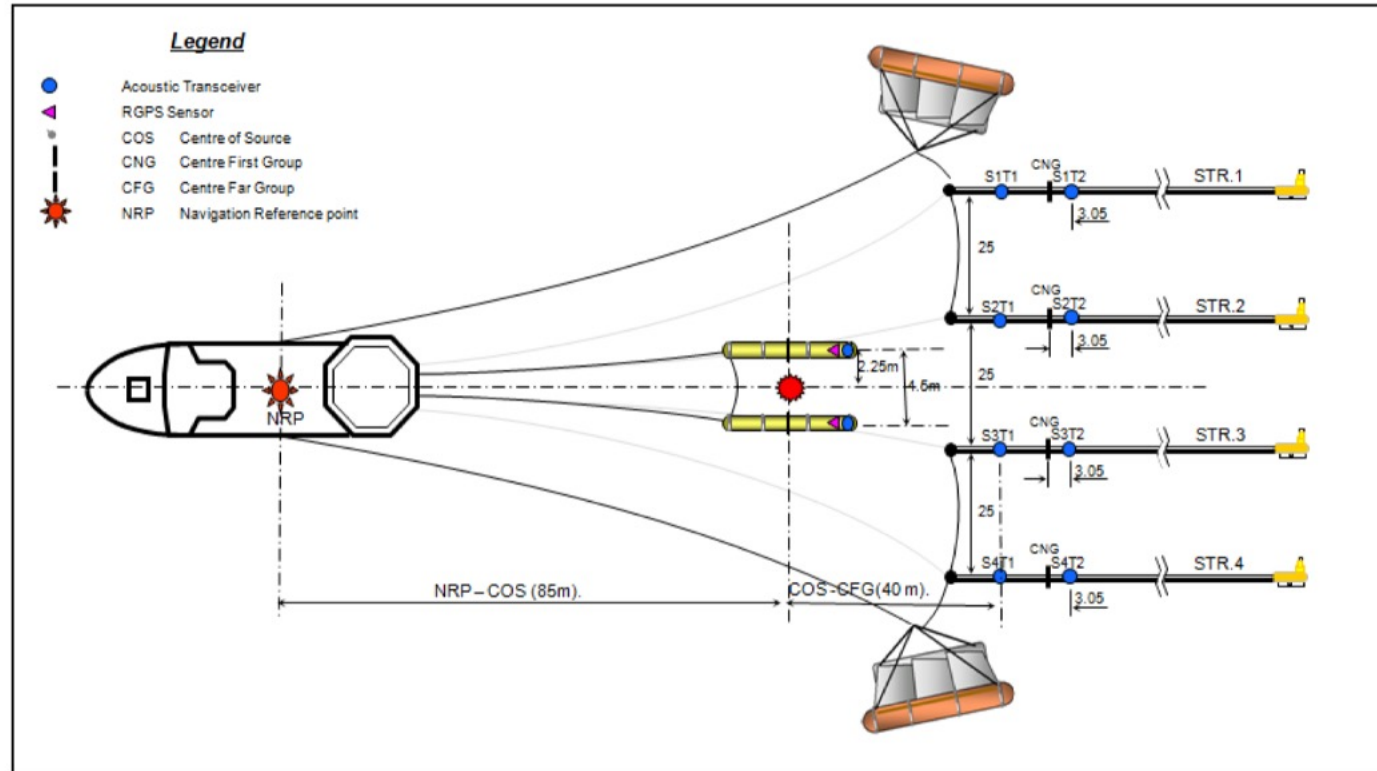 Legend
Acoustic Transceiver
RGPS Sensor
COS Centre of Source
CNG Centre First Group
CFG Centre Far Group
NRP Navigation Reference point
CNG
S1T1 S1T2 STR.1
3.05
25
CNG
S2T1 S2T2 STR.2
3.05
2.25m
4.5m
25
NRP
CNG
S3T1 S3T2 STR.3
3.05
25
CNG
S4T1 S4T2 STR.4
3.05
NRP–COS (85m).
COS-CFG(40 m).